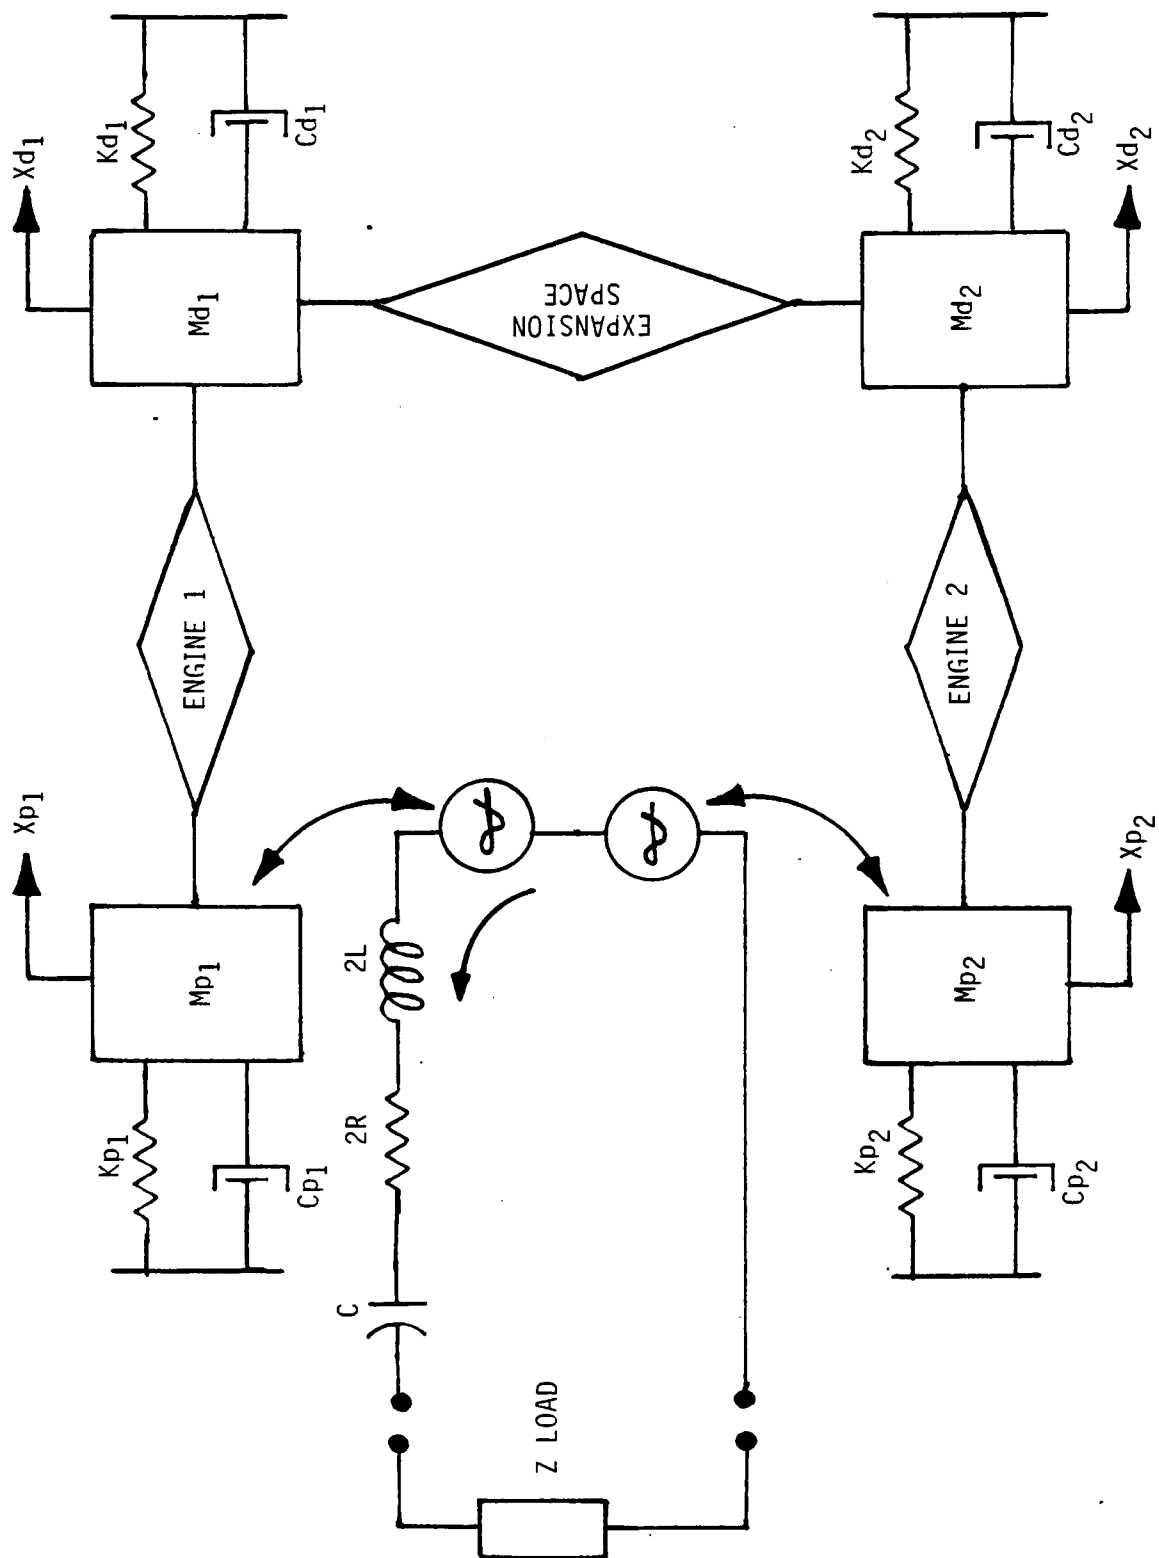 Xd1
Kd1
Cd1
Md1
EXPANSION
SPACE
Kd2
Cd2
Md2
Xd2
ENGINE 1
ENGINE 2
Xp1
Mp1
Kp1
Cp1
2L
2R
C
Z LOAD
Xp2
Mp2
Kp2
Cp2